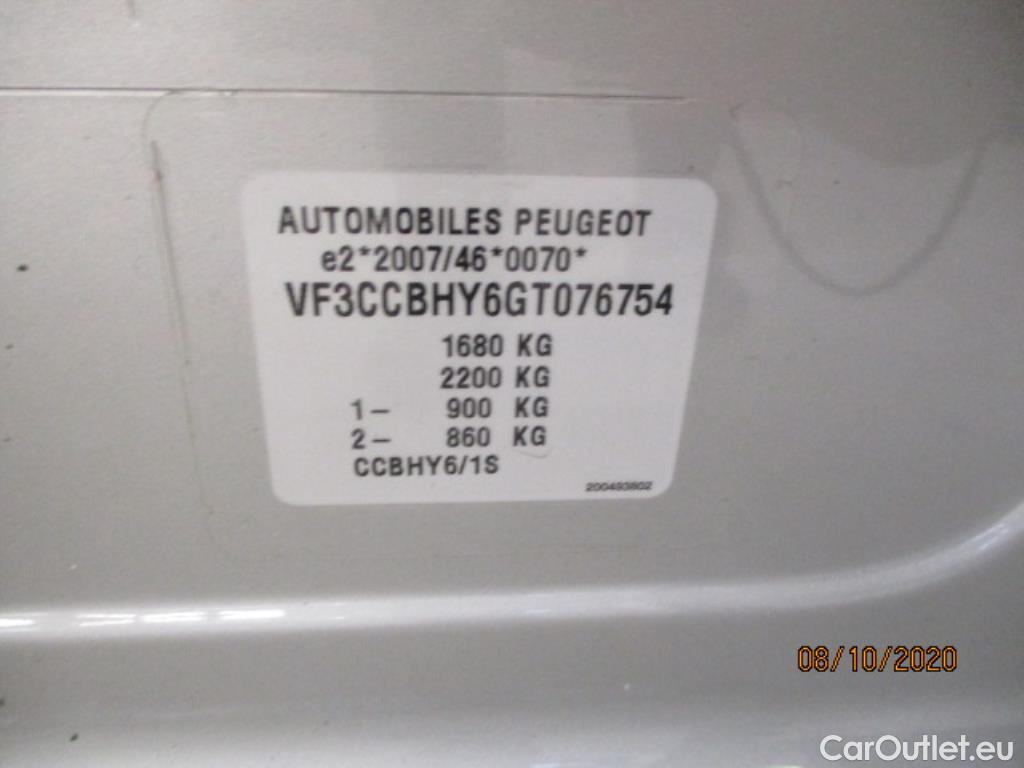 AUTOMOBILES PEUGEOT
e2*2007/46*0070*
VF3CCBHY6GT076754
1680 KG
2200 KG
1- 900 KG
2- 860 KG
CCBHY6/1S
200493802
08/10/2020
CarOutlet.eu